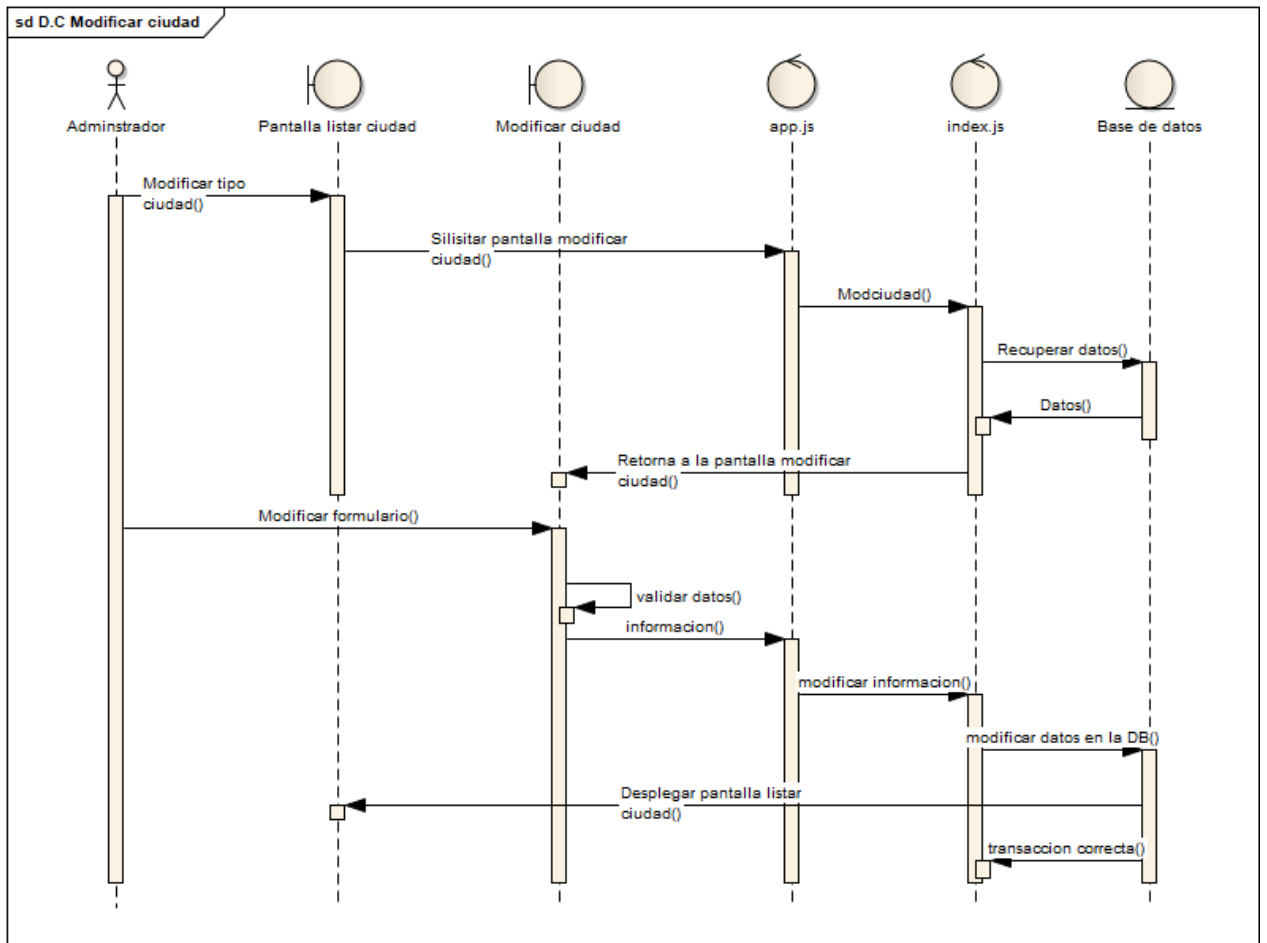 sd D.C Modificar ciudad
Adminstrador
Pantalla listar ciudad
Modificar ciudad
app.js
index.js
Base de datos
Modificar tipo
ciudad()
Silisitar pantalla modificar
ciudad()
Modciudad()
Recuperar datos()
Datos()
Retorna a la pantalla modificar
ciudad()
Modificar formulario()
validar datos()
informacion()
modificar informacion()
modificar datos en la DB()
Desplegar pantalla listar
ciudad()
transaccion correcta()